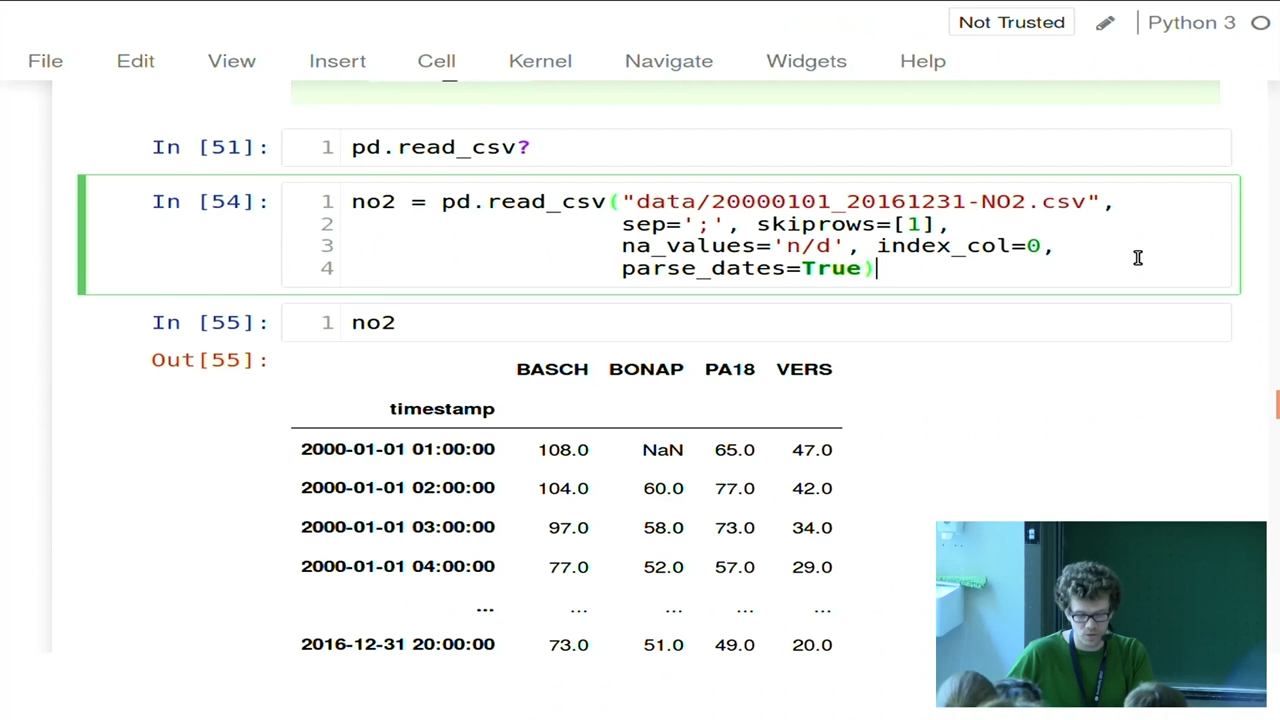 Not Trusted Python 3
File Edit View Insert Cell Kernel Navigate Widgets Help
In [51]: 1 pd.read_csv?
In [54]: 1 no2 = pd.read_csv("data/20000101_20161231-NO2.csv",
2 sep=';', skiprows=[1],
3 na_values='n/d', index_col=0,
4 parse_dates=True)
In [55]: 1 no2
Out[55]:
BASCH BONAP PA18 VERS
timestamp
2000-01-01 01:00:00 108.0 NaN 65.0 47.0
2000-01-01 02:00:00 104.0 60.0 77.0 42.0
2000-01-01 03:00:00 97.0 58.0 73.0 34.0
2000-01-01 04:00:00 77.0 52.0 57.0 29.0
... ... ... ... ...
2016-12-31 20:00:00 73.0 51.0 49.0 20.0